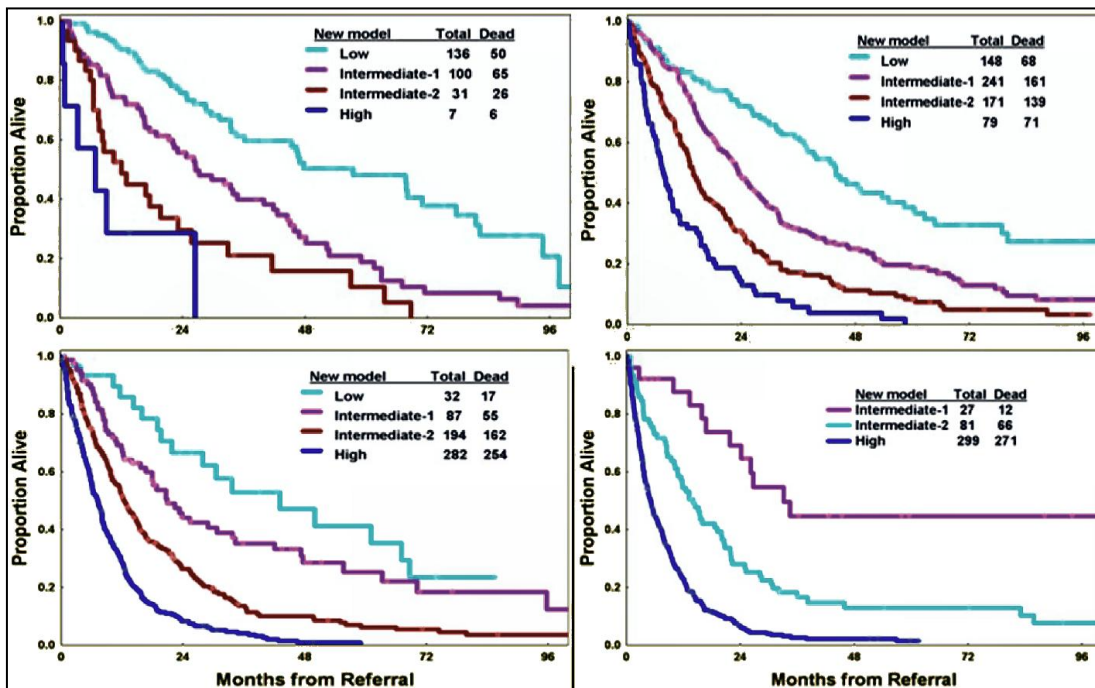 New model Total Dead
Low 136 50
Intermediate-1 100 65
Intermediate-2 31 26
High 7 6
Proportion Alive
1.0
0.8
0.6
0.4
0.2
0.0
0 24 48 72 96
New model Total Dead
Low 148 68
Intermediate-1 241 161
Intermediate-2 171 139
High 79 71
Proportion Alive
1.0
0.8
0.6
0.4
0.2
0.0
0 24 48 72 96
New model Total Dead
Low 32 17
Intermediate-1 87 55
Intermediate-2 194 162
High 282 254
Proportion Alive
1.0
0.8
0.6
0.4
0.2
0.0
0 24 48 72 96
Months from Referral
New model Total Dead
Intermediate-1 27 12
Intermediate-2 81 66
High 299 271
Proportion Alive
1.0
0.8
0.6
0.4
0.2
0.0
0 24 48 72 96
Months from Referral